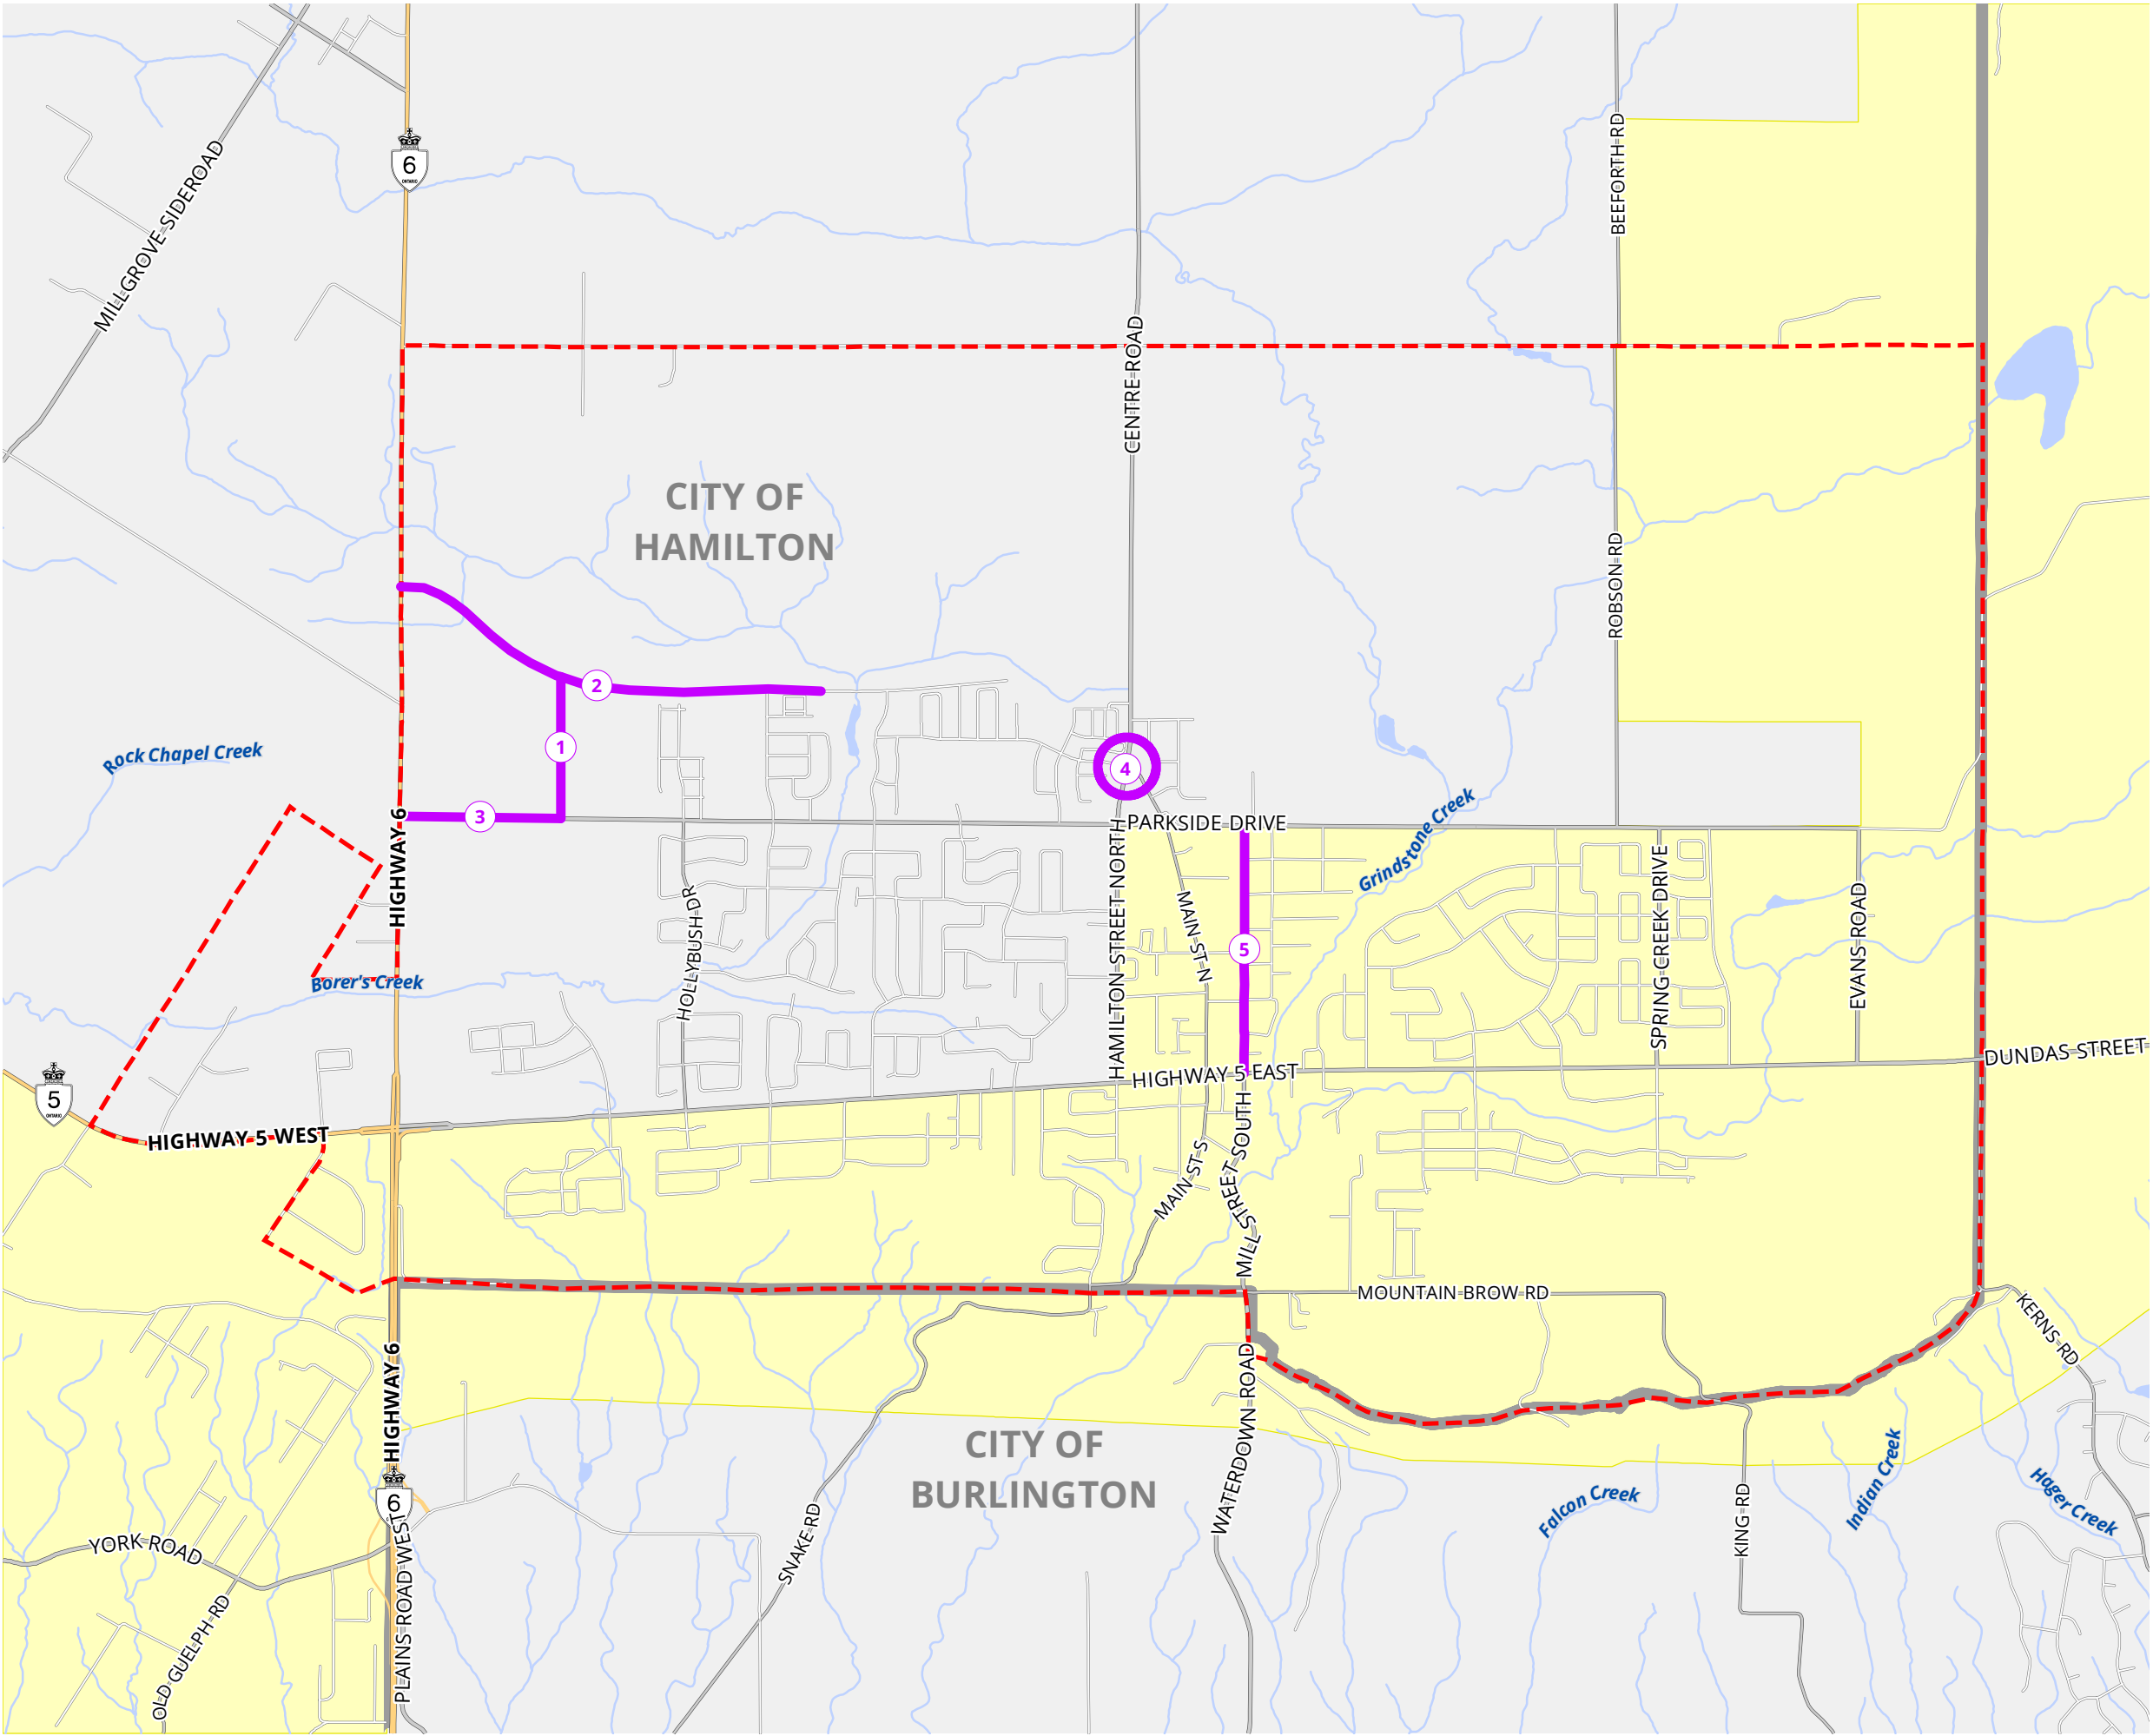 BEEFORTH RD
6
ONTARIO
MILLGROVE SIDEROAD
CENTRE ROAD
CITY OF
HAMILTON
ROBSON RD
2
1
Rock Chapel Creek
4
3
PARKSIDE DRIVE
Grindstone Creek
HIGHWAY 6
HAMILTON STREET NORTH
MAIN ST N
5
SPRING CREEK DRIVE
EVANS ROAD
HOLLYBUSH DR
Borer's Creek
5
ONTARIO
HIGHWAY 5 EAST
DUNDAS STREET
HIGHWAY 5 WEST
MAIN ST S
MILL STREET SOUTH
MOUNTAIN BROW RD
KERNS RD
HIGHWAY 6
WATERDOWN ROAD
CITY OF
BURLINGTON
6
SNAKE RD
Falcon Creek
KING RD
Indian Creek
Hager Creek
YORK ROAD
PLAINS ROAD WEST
OLD GUELPH RD